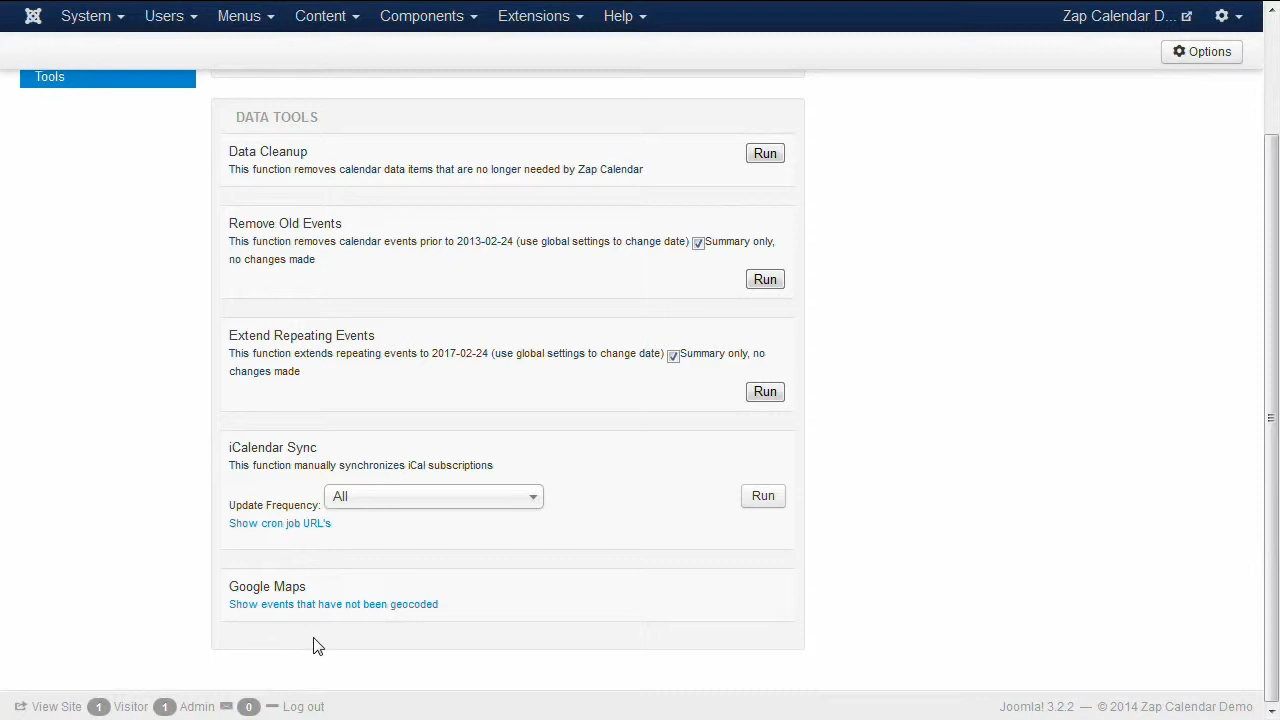 System Users Menus Content Components Extensions Help Zap Calendar D...
Options
Tools
DATA TOOLS
Data Cleanup
Run
This function removes calendar data items that are no longer needed by Zap Calendar
Remove Old Events
This function removes calendar events prior to 2013-02-24 (use global settings to change date) Summary only,
no changes made
Run
Extend Repeating Events
This function extends repeating events to 2017-02-24 (use global settings to change date) Summary only, no
changes made
Run
iCalendar Sync
This function manually synchronizes iCal subscriptions
Update Frequency: All Run
Show cron job URL's
Google Maps
Show events that have not been geocoded
View Site 1 Visitor 1 Admin 0 Log out Joomla! 3.2.2 — © 2014 Zap Calendar Demo